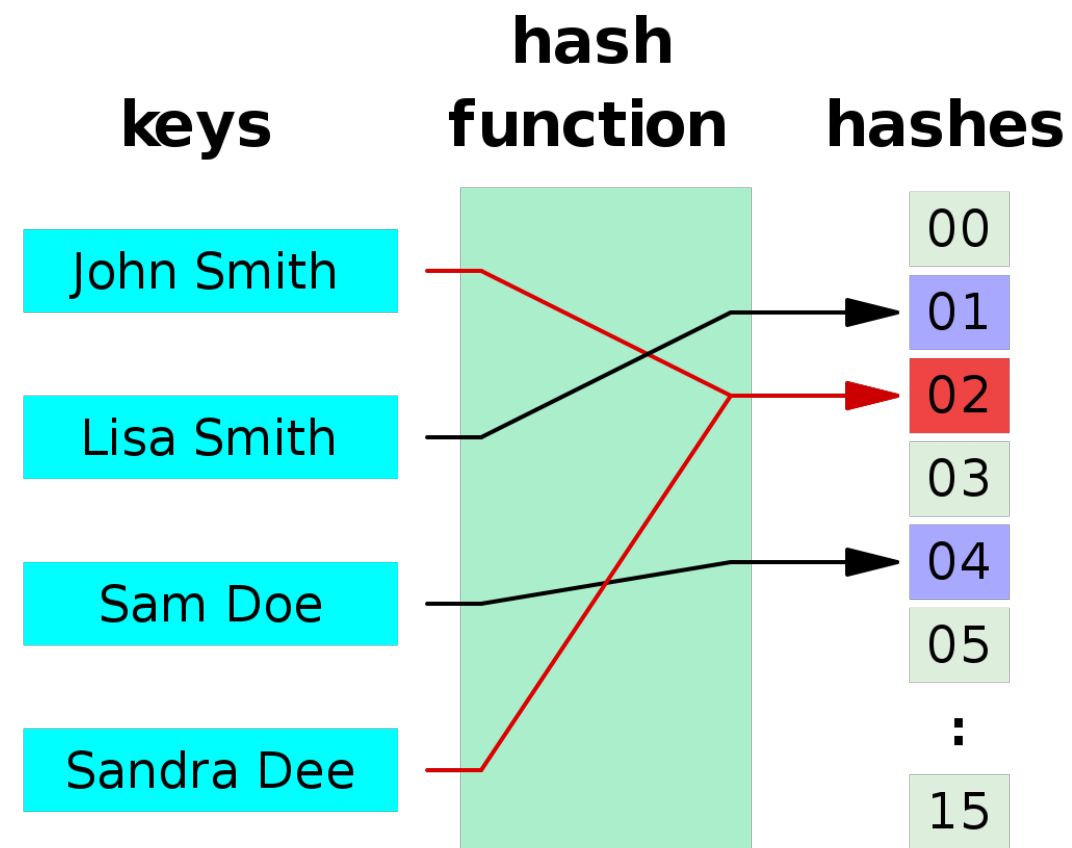 hash
keys function hashes
John Smith
Lisa Smith
Sam Doe
Sandra Dee
00
01
02
03
04
05
:
15